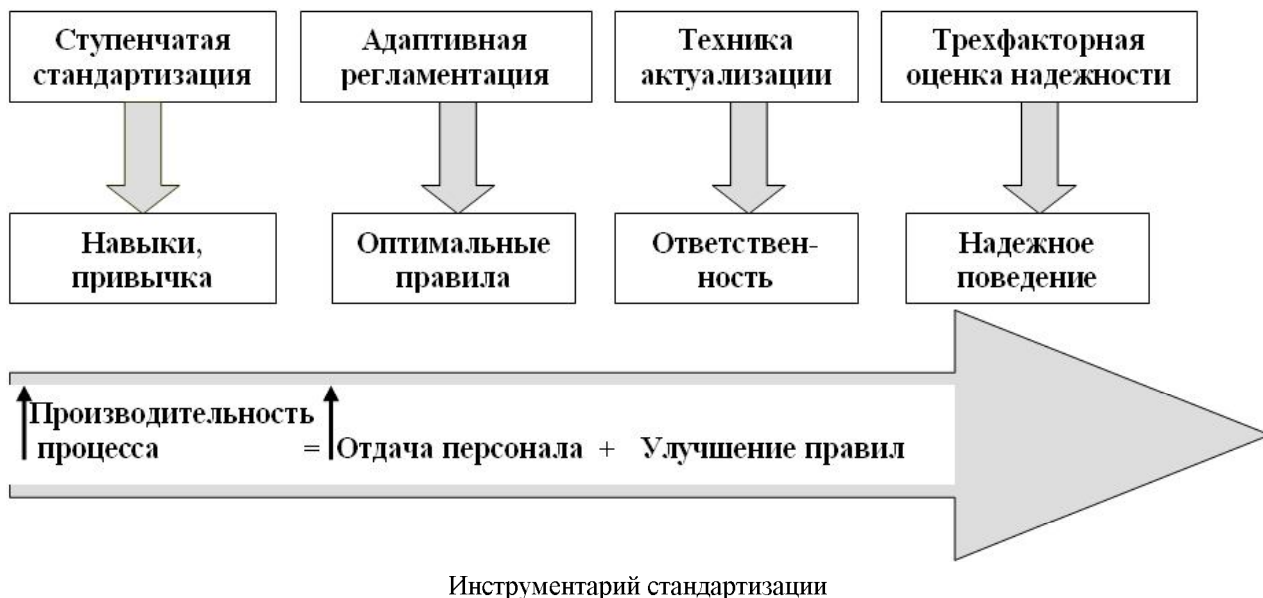 Ступенчатая
стандартизация
Адаптивная
регламентация
Техника
актуализации
Трехфакторная
оценка надежности
Навыки,
привычка
Оптимальные
правила
Ответствен-
ность
Надежное
поведение
Производительность
процесса = Отдача персонала + Улучшение правил
Инструментарий стандартизации